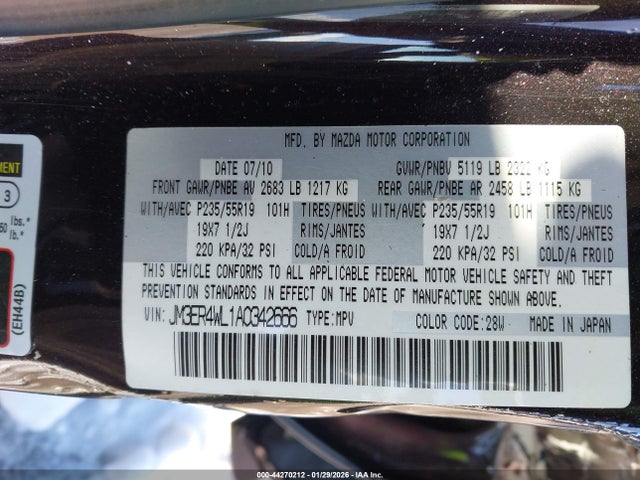 MFD. BY MAZDA MOTOR CORPORATION
DATE 07/10 GVWR/PNBV 5119 LB 2322 KG
FRONT GAWR/PNBE AV 2683 LB 1217 KG REAR GAWR/PNBE AR 2458 LB 1115 KG
WITH/AVEC P235/55R19 101H TIRES/PNEUS WITH/AVEC P235/55R19 101H TIRES/PNEUS
19X7 1/2J RIMS/JANTES 19X7 1/2J RIMS/JANTES
220 KPA/32 PSI COLD/A FROID 220 KPA/32 PSI COLD/A FROID
THIS VEHICLE CONFORMS TO ALL APPLICABLE FEDERAL MOTOR VEHICLE SAFETY AND THEFT
PREVENTION STANDARDS IN EFFECT ON THE DATE OF MANUFACTURE SHOWN ABOVE.
VIN: JM3ER4WL1A0342666 TYPE:MPV COLOR CODE:28W MADE IN JAPAN
3
lbs.*
(EH44B)
000-44270212 - 01/29/2026 - IAA Inc.